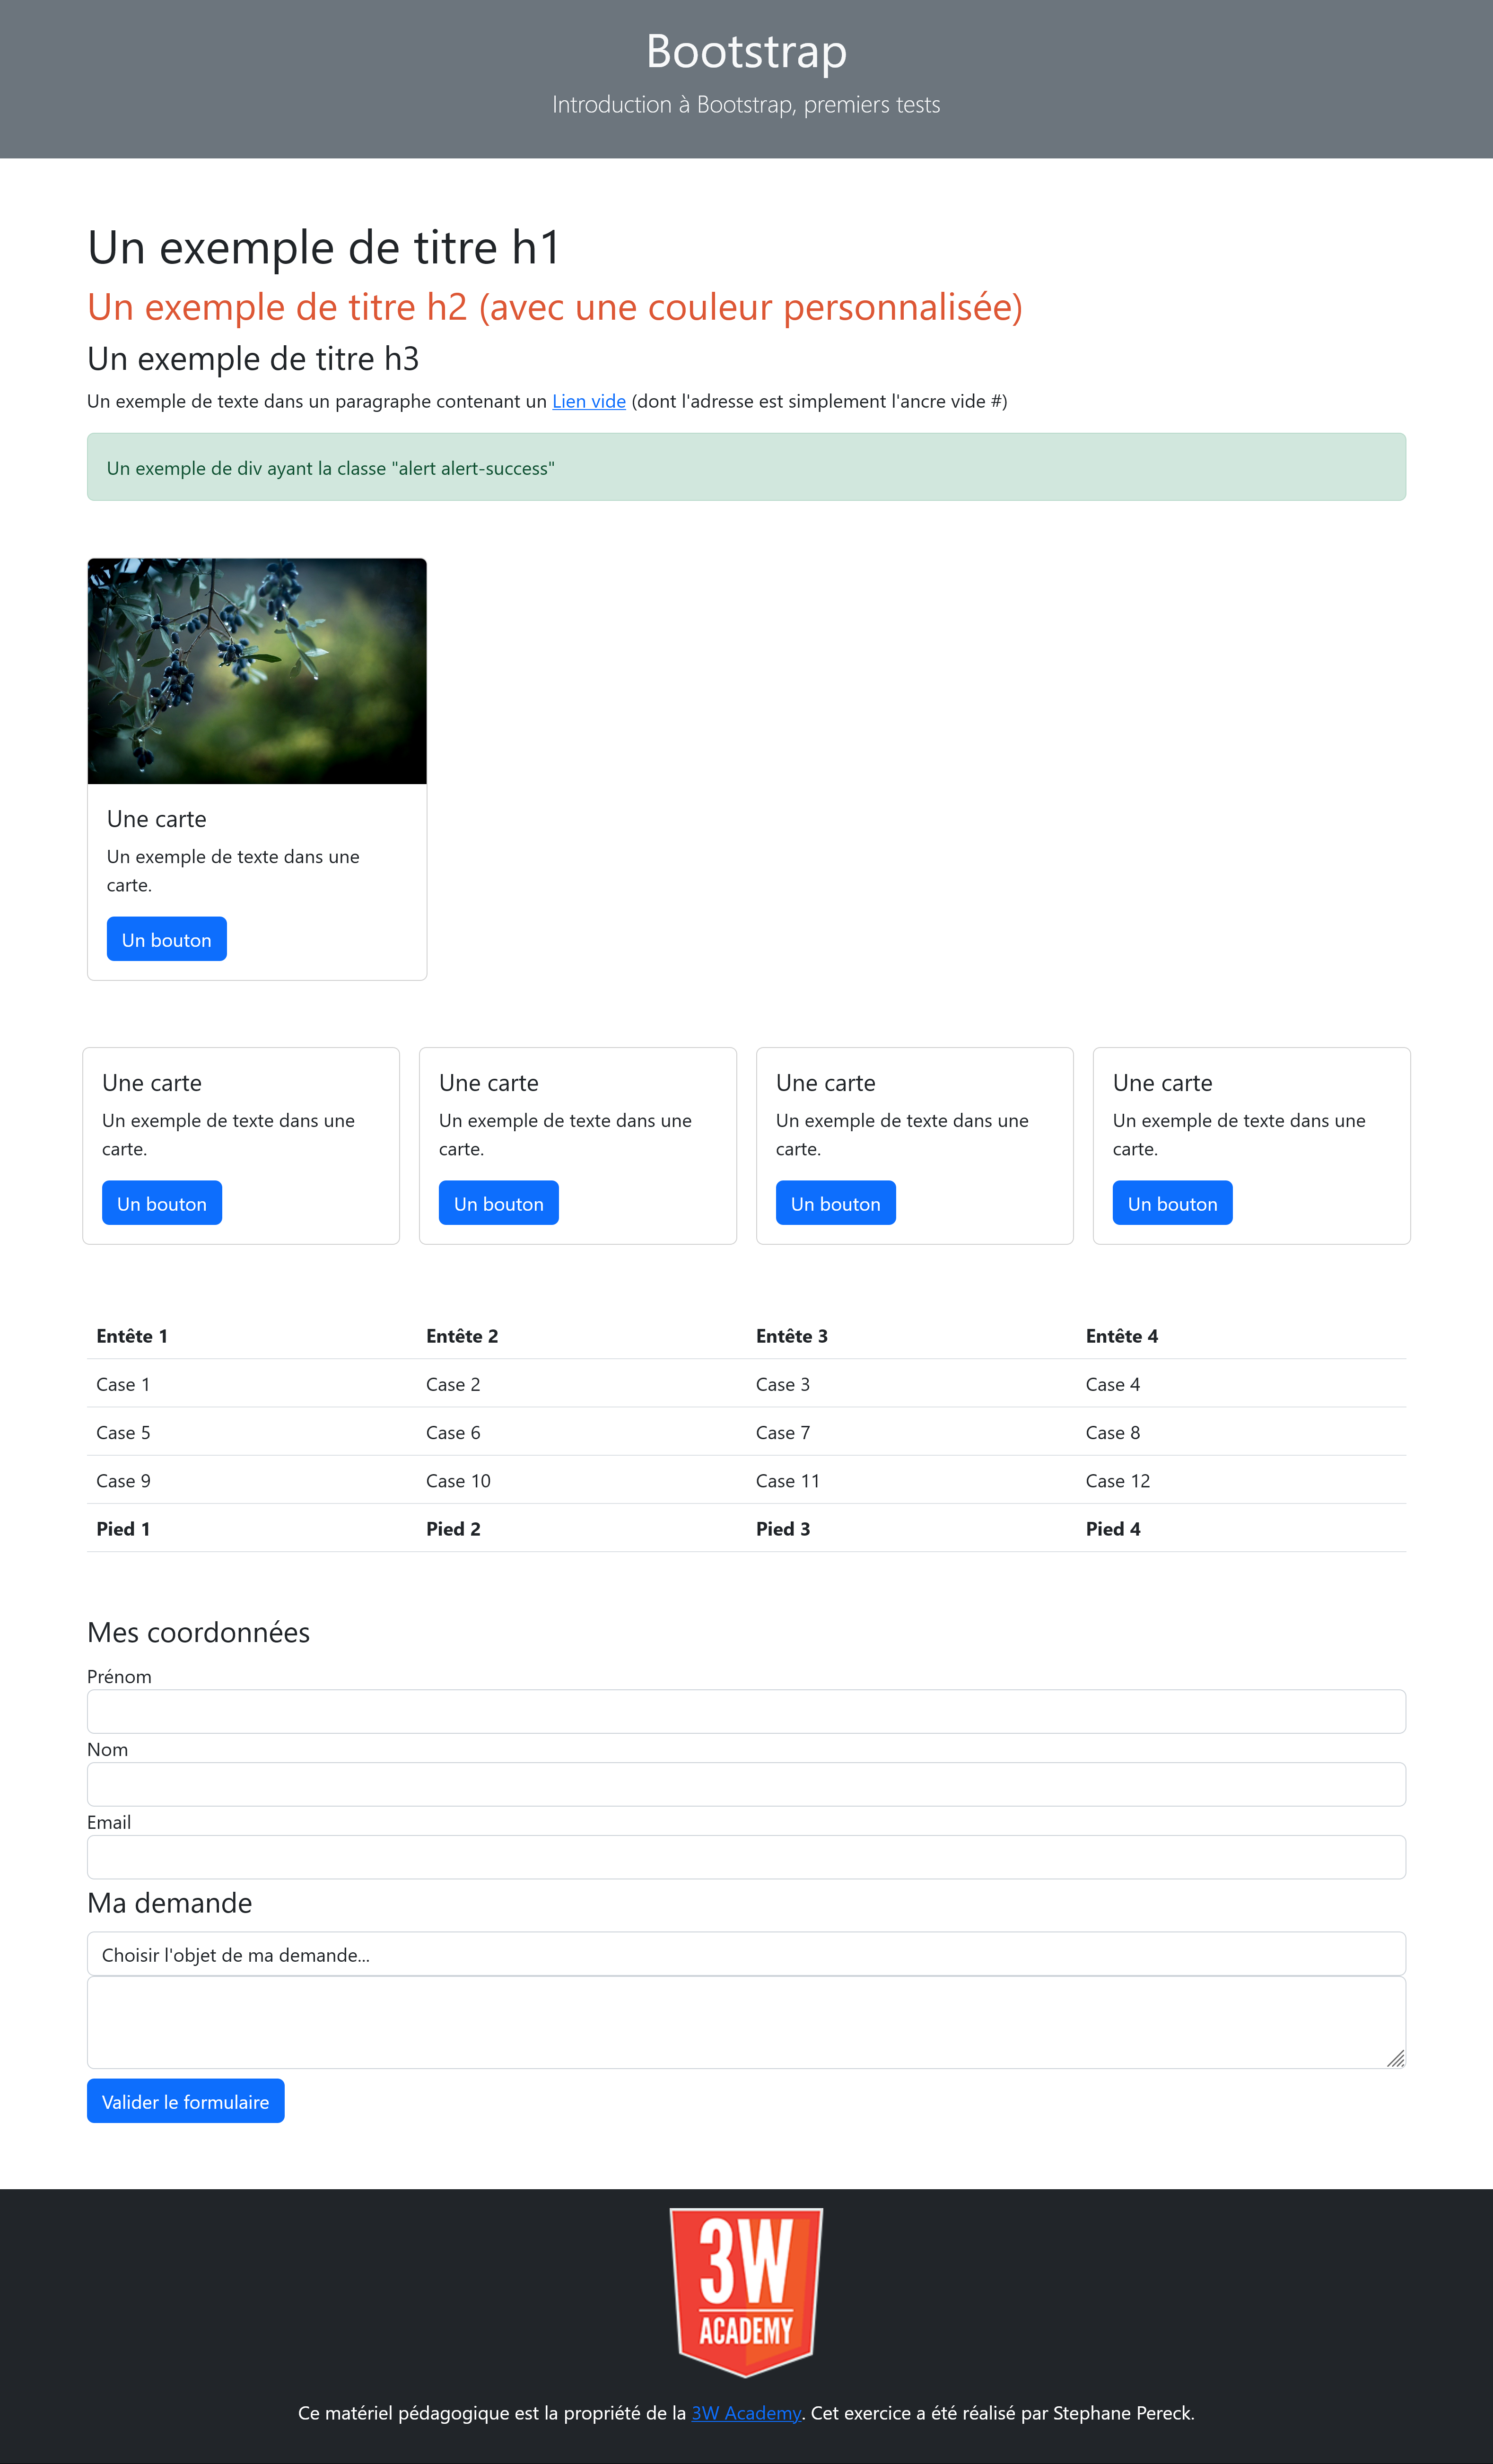 Bootstrap
Introduction à Bootstrap, premiers tests
Un exemple de titre h1
Un exemple de titre h2 (avec une couleur personnalisée)
Un exemple de titre h3
Un exemple de texte dans un paragraphe contenant un Lien vide (dont l'adresse est simplement l'ancre vide #)
Un exemple de div ayant la classe "alert alert-success"
Une carte
Un exemple de texte dans une
carte.
Un bouton
Une carte
Un exemple de texte dans une
carte.
Un bouton
Une carte
Un exemple de texte dans une
carte.
Un bouton
Une carte
Un exemple de texte dans une
carte.
Un bouton
Une carte
Un exemple de texte dans une
carte.
Un bouton
Entête 1 Entête 2 Entête 3 Entête 4
Case 1 Case 2 Case 3 Case 4
Case 5 Case 6 Case 7 Case 8
Case 9 Case 10 Case 11 Case 12
Pied 1 Pied 2 Pied 3 Pied 4
Mes coordonnées
Prénom
Nom
Email
Ma demande
Choisir l'objet de ma demande...
Valider le formulaire
3W
ACADEMY
Ce matériel pédagogique est la propriété de la 3W Academy. Cet exercice a été réalisé par Stephane Pereck.